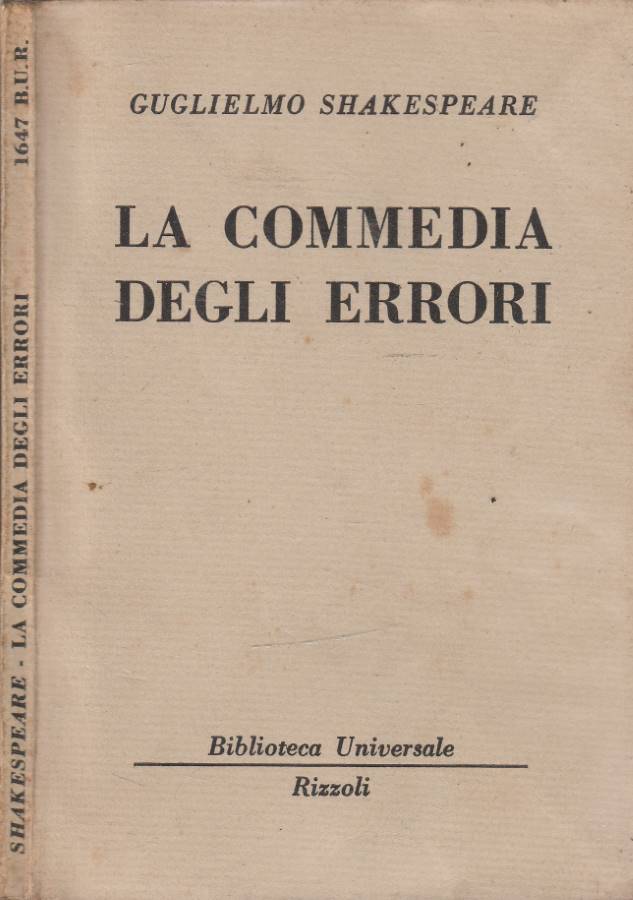 GUGLIELMO SHAKESPEARE
LA COMMEDIA
DEGLI ERRORI
Biblioteca Universale
Rizzoli
SHAKESPEARE - LA COMMEDIA DEGLI ERRORI 1647 B.U.R.